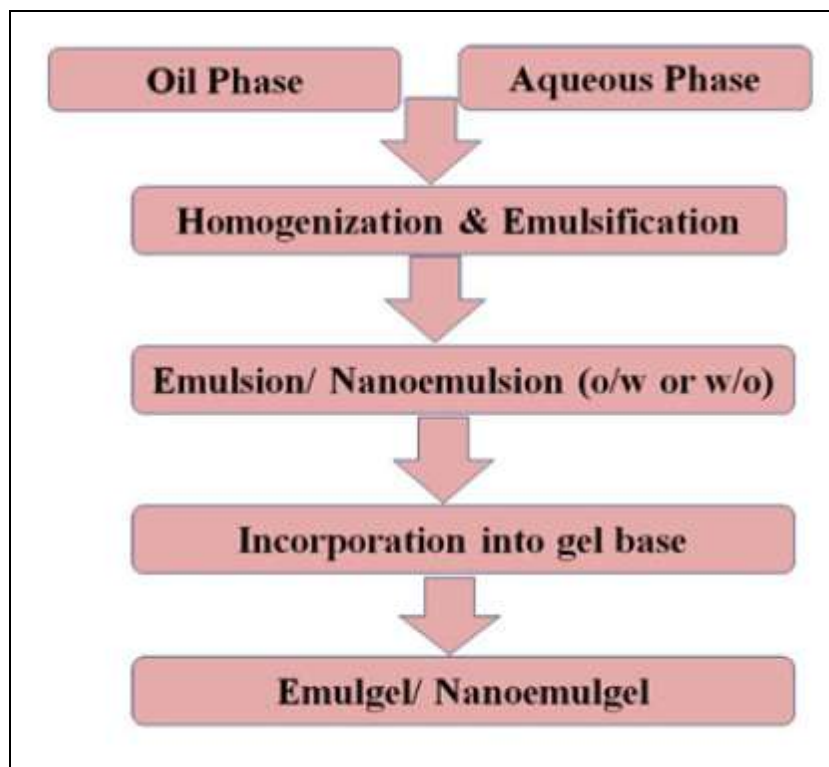 Oil Phase
Aqueous Phase
Homogenization & Emulsification
Emulsion/ Nanoemulsion (o/w or w/o)
Incorporation into gel base
Emulgel/ Nanoemulgel